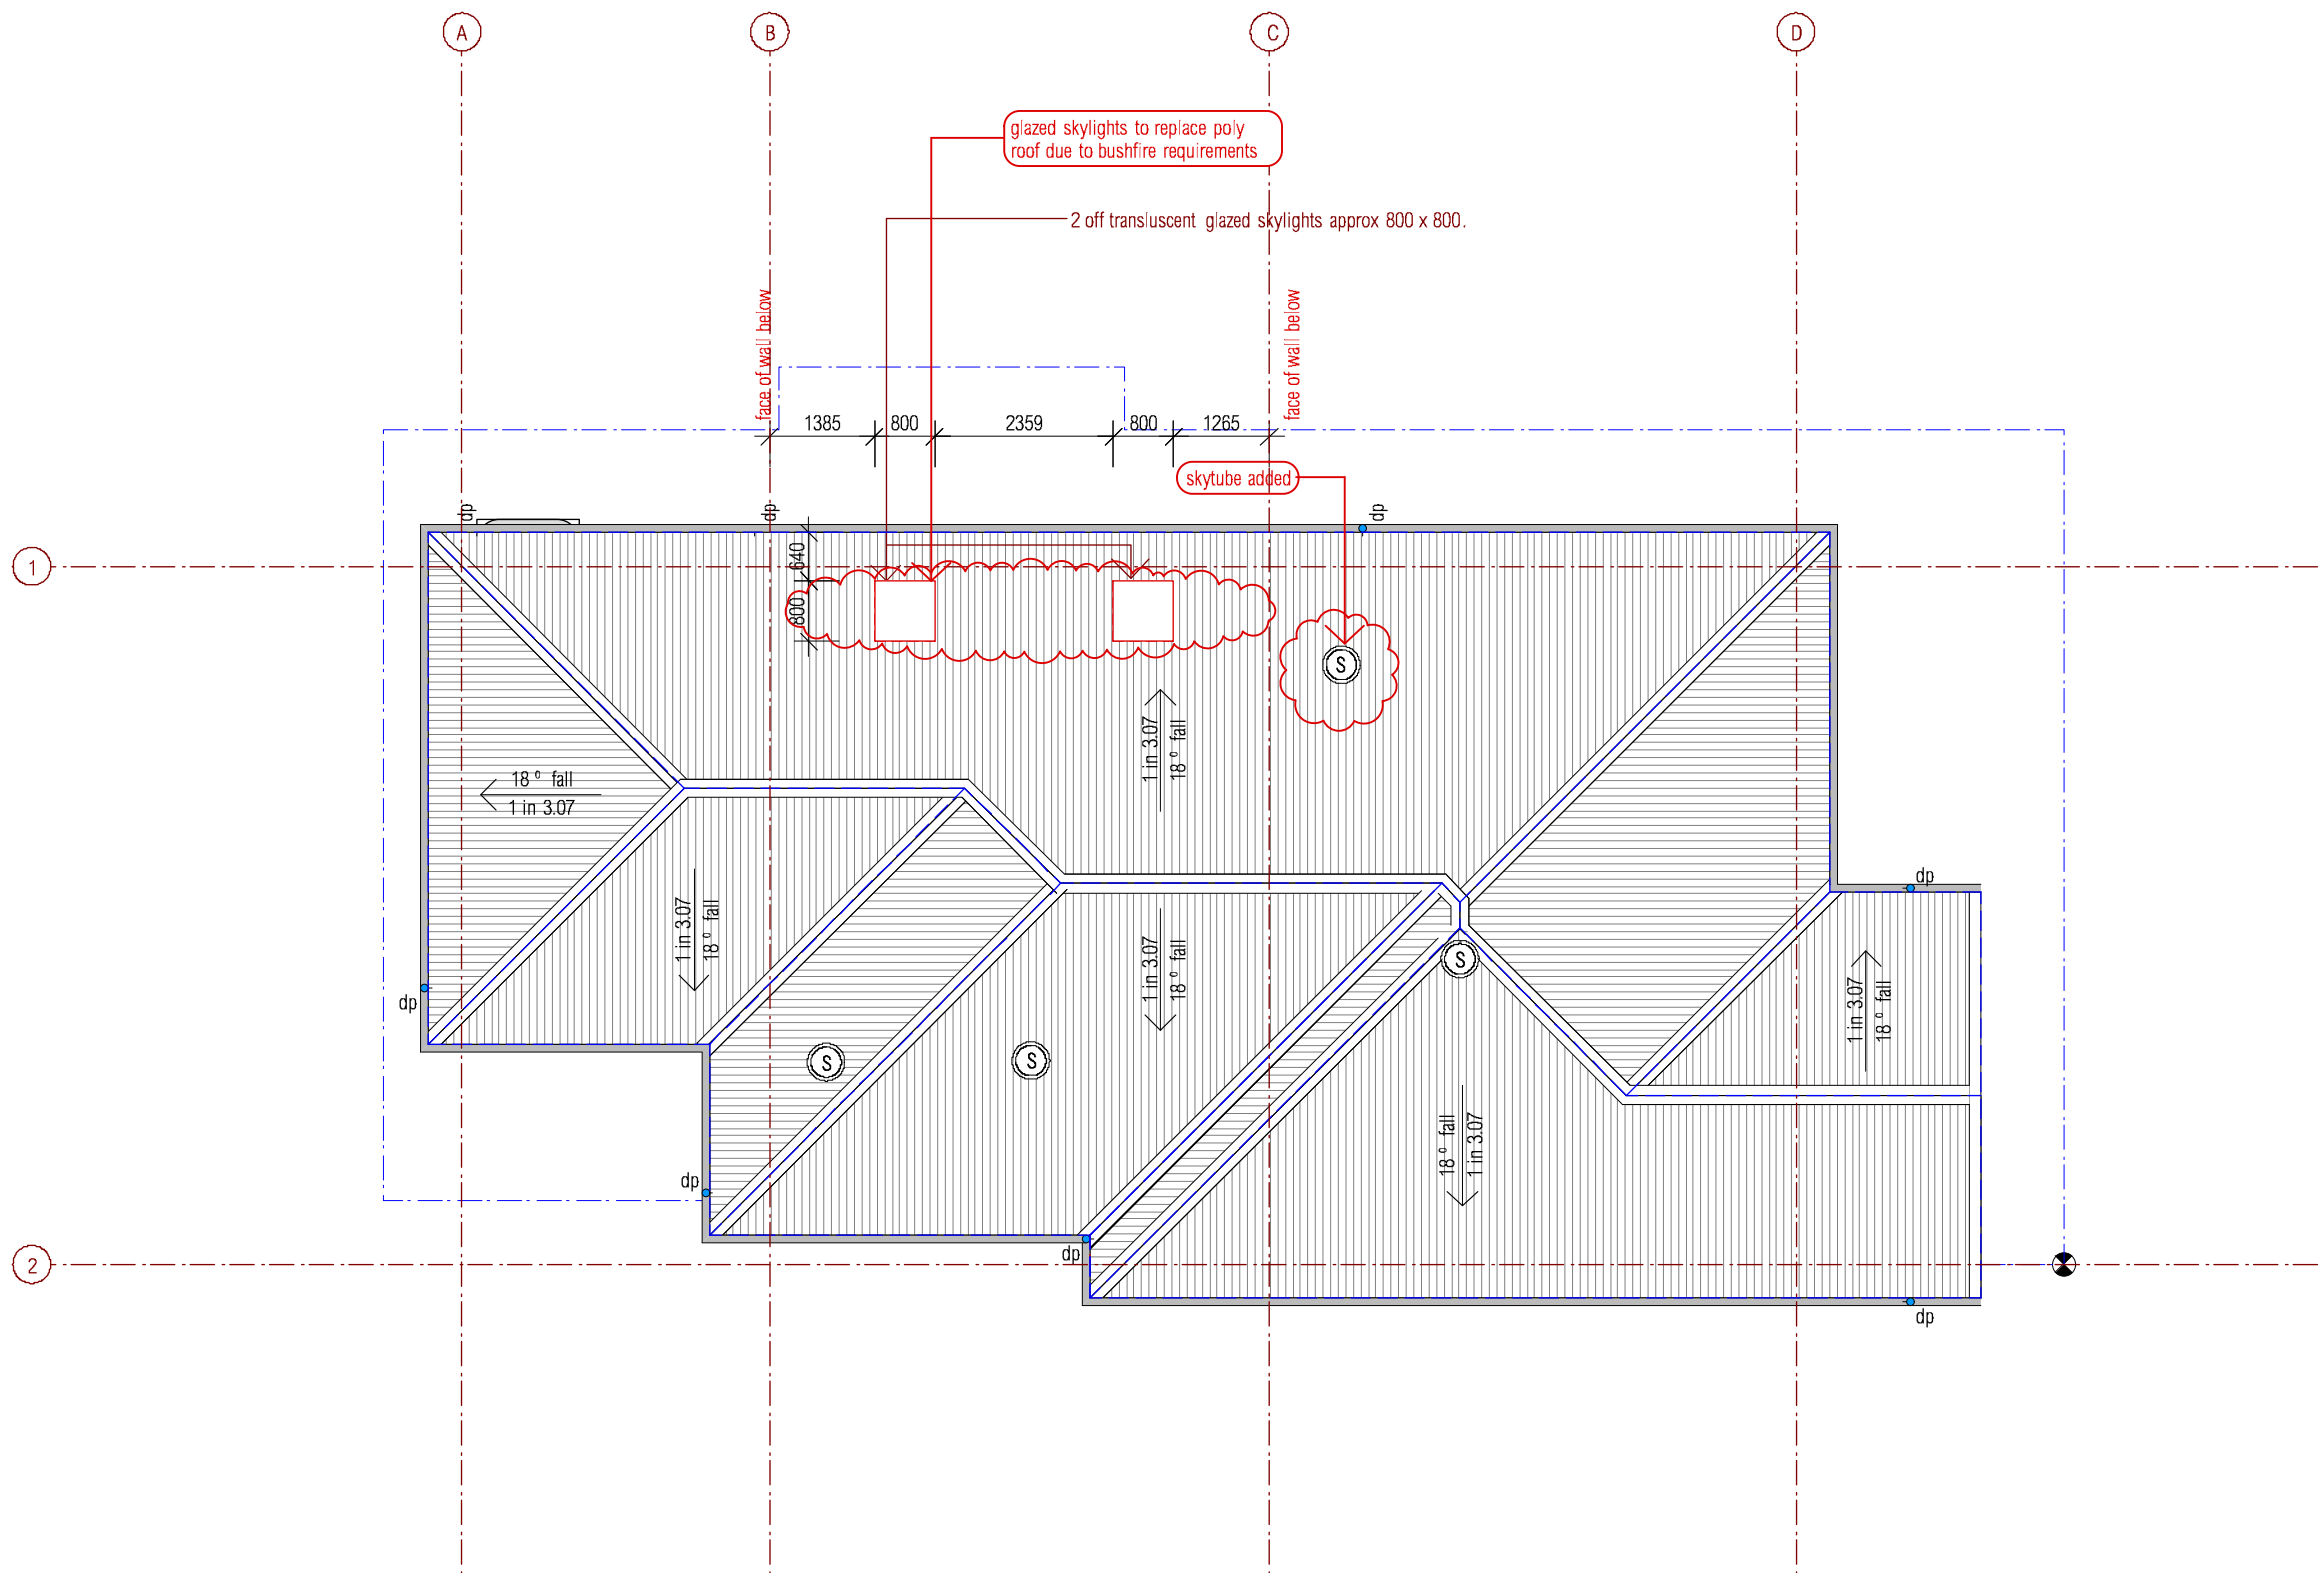 A
B
C
D
glazed skylights to replace poly
roof due to bushfire requirements
2 off transluscent glazed skylights approx 800 x 800.
face of wall below
face of wall below
1385
800
2359
800
1265
skytube added
dp
dp
dp
1
640
800
S
1 in 3.07
18° fall
18° fall
1 in 3.07
dp
1 in 3.07
18° fall
1 in 3.07
18° fall
S
dp
1 in 3.07
18° fall
S
S
18° fall
1 in 3.07
dp
dp
2
dp